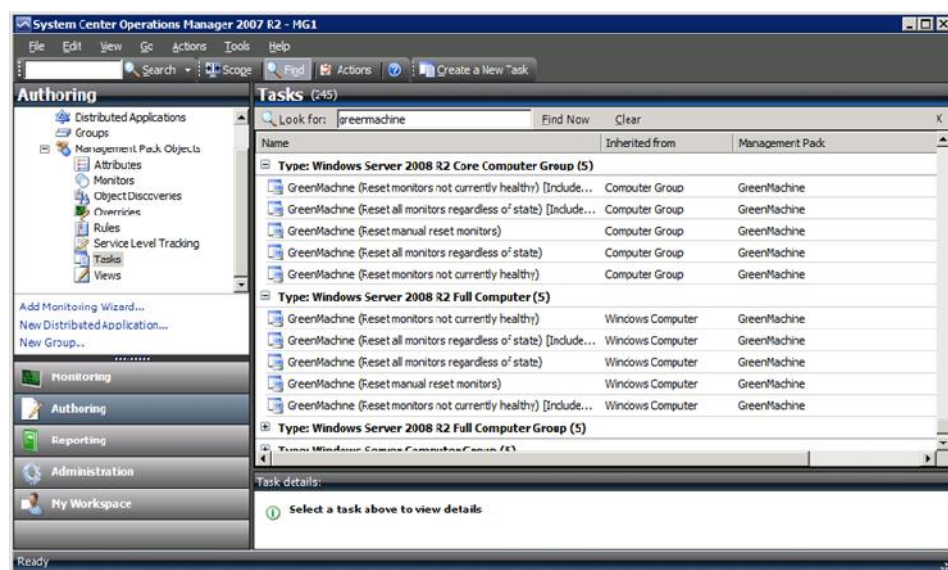 System Center Operations Manager 2007 R2 - MG1
File Edit View Go Actions Tools Help
Search Scope Find Actions Create a New Task
Authoring
Distributed Applications
Groups
Management Pack Objects
Attributes
Monitors
Object Discoveries
Overrides
Rules
Service Level Tracking
Tasks
Views
Add Monitoring Wizard...
New Distributed Application...
New Group...
Monitoring
Authoring
Reporting
Administration
My Workspace
Tasks (245)
Look for: greenmachine Find Now Clear X
Name Inherited from Management Pack
Type: Windows Server 2008 R2 Core Computer Group (5)
GreenMachine (Reset monitors not currently healthy) [Include... Computer Group GreenMachine
GreenMachine (Reset all monitors regardless of state) [Include... Computer Group GreenMachine
GreenMachine (Reset manual reset monitors) Computer Group GreenMachine
GreenMachine (Reset all monitors regardless of state) Computer Group GreenMachine
GreenMachine (Reset monitors not currently healthy) Computer Group GreenMachine
Type: Windows Server 2008 R2 Full Computer (5)
GreenMachine (Reset monitors not currently healthy) Windows Computer GreenMachine
GreenMachine (Reset all monitors regardless of state) [Include... Windows Computer GreenMachine
GreenMachine (Reset all monitors regardless of state) Windows Computer GreenMachine
GreenMachine (Reset manual reset monitors) Windows Computer GreenMachine
GreenMachine (Reset monitors not currently healthy) [Include... Windows Computer GreenMachine
Type: Windows Server 2008 R2 Full Computer Group (5)
Type: Windows Server Computer Group (5)
Task details:
Select a task above to view details
Ready